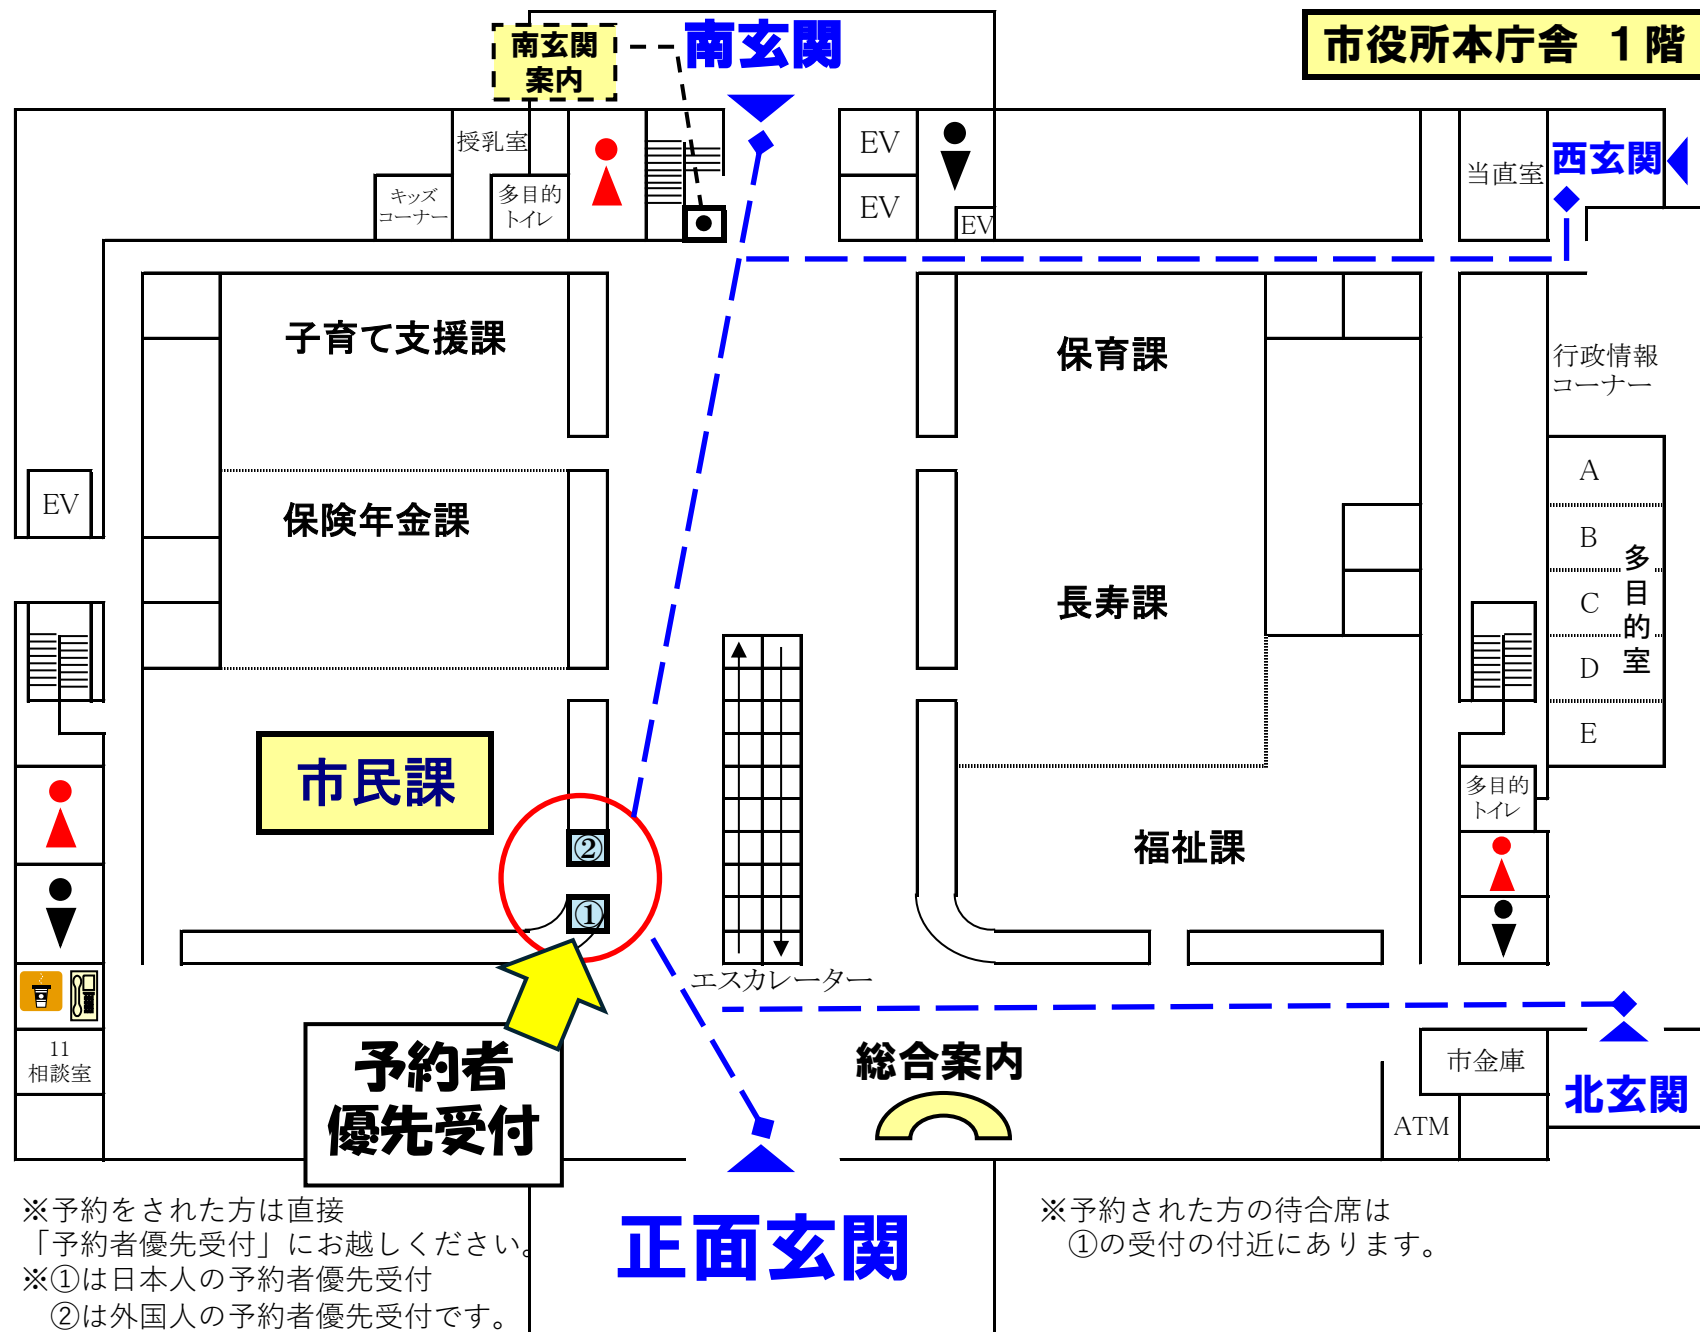 市役所本庁舎　1階
南玄関
案内
南玄関
授乳室
キッズ
コーナー
多目的
トイレ
EV
EV
EV
当直室
西玄関
子育て支援課
保育課
行政情報
コーナー
EV
保険年金課
長寿課
A
B
C
D
E
多目的室
市民課
②
①
福祉課
多目的
トイレ
エスカレーター
11
相談室
予約者
優先受付
総合案内
市金庫
ATM
北玄関
正面玄関
※予約をされた方は直接
「予約者優先受付」にお越しください。
※①は日本人の予約者優先受付
②は外国人の予約者優先受付です。
※予約された方の待合席は
①の受付の付近にあります。